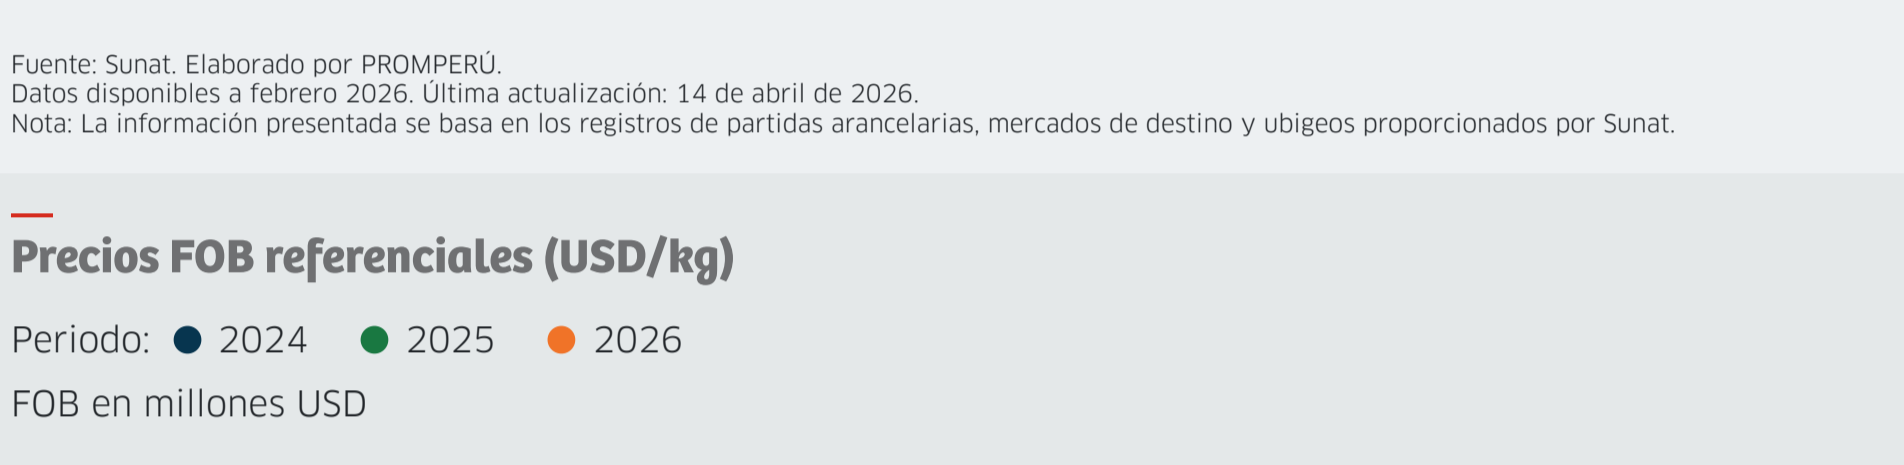 Fuente: Sunat. Elaborado por PROMPERÚ.
Datos disponibles a febrero 2026. Última actualización: 14 de abril de 2026.
Nota: La información presentada se basa en los registros de partidas arancelarias, mercados de destino y ubigeos proporcionados por Sunat.
Precios FOB referenciales (USD/kg)
Periodo: 2024 2025 2026
FOB en millones USD